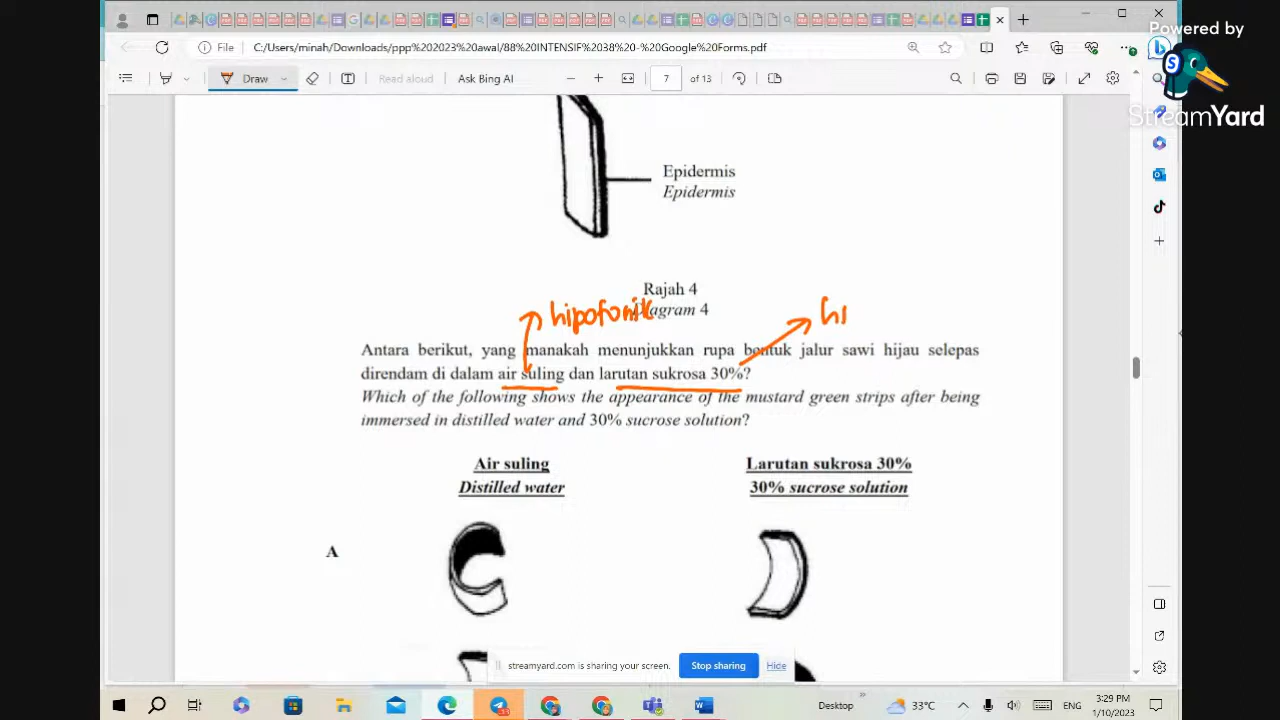 Powered by
StreamYard
File
C:/Users/minah/Downloads/ppp%202023%20awal/88%20INTENSIF%2038%20-%20Google%20Forms.pdf
Draw
Read aloud
Ask Bing AI
7
of 13
Epidermis
Epidermis
Rajah 4
Diagram 4
hipotonik
hi
Antara berikut, yang manakah menunjukkan rupa bentuk jalur sawi hijau selepas
direndam di dalam air suling dan larutan sukrosa 30%?
Which of the following shows the appearance of the mustard green strips after being
immersed in distilled water and 30% sucrose solution?
Air suling
Distilled water
Larutan sukrosa 30%
30% sucrose solution
A
streamyard.com is sharing your screen.
Stop sharing
Hide
Desktop
33°C
3:29 PM
1/10/2023